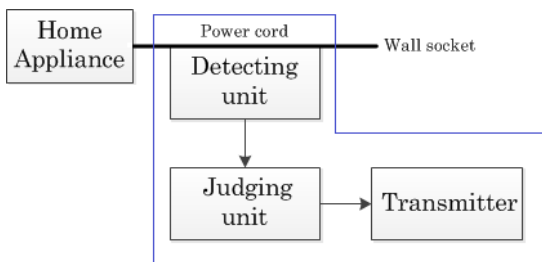 Home
Appliance
Power cord
Wall socket
Detecting
unit
Judging
unit
Transmitter